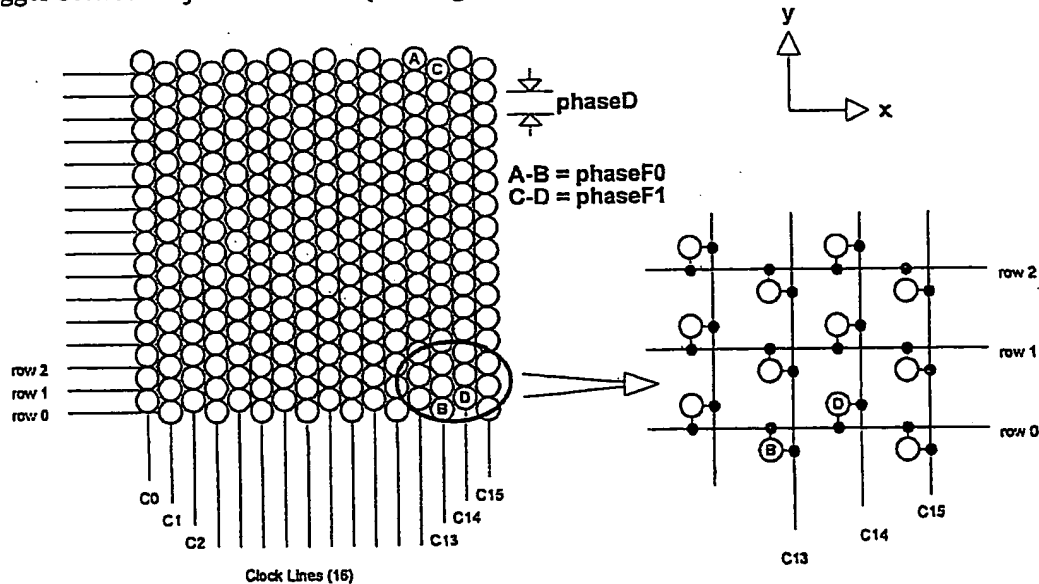 A
C
phaseD
y
x
A-B = phaseF0
C-D = phaseF1
row 2
row 1
row 0
B
D
C0
C1
C2
C13
C14
C15
Clock Lines (16)
row 2
row 1
D
row 0
B
C13
C14
C15